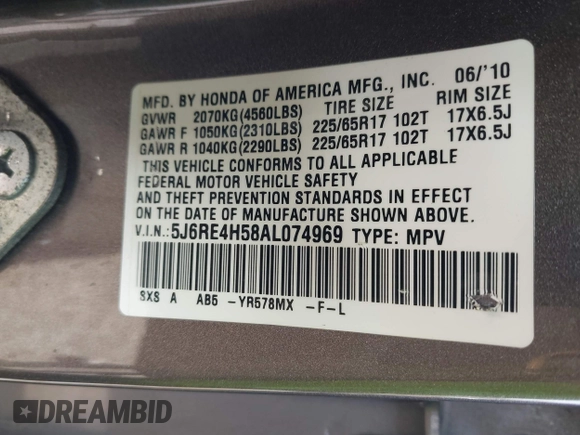 MFD. BY HONDA OF AMERICA MFG., INC. 06/'10
GVWR 2070KG(4560LBS) TIRE SIZE RIM SIZE
GAWR F 1050KG(2310LBS) 225/65R17 102T 17X6.5J
GAWR R 1040KG(2290LBS) 225/65R17 102T 17X6.5J
THIS VEHICLE CONFORMS TO ALL APPLICABLE
FEDERAL MOTOR VEHICLE SAFETY
AND THEFT PREVENTION STANDARDS IN EFFECT
ON THE DATE OF MANUFACTURE SHOWN ABOVE.
V.I.N.: 5J6RE4H58AL074969 TYPE: MPV
SXS A AB5 -YR578MX -F-L
DREAMBID